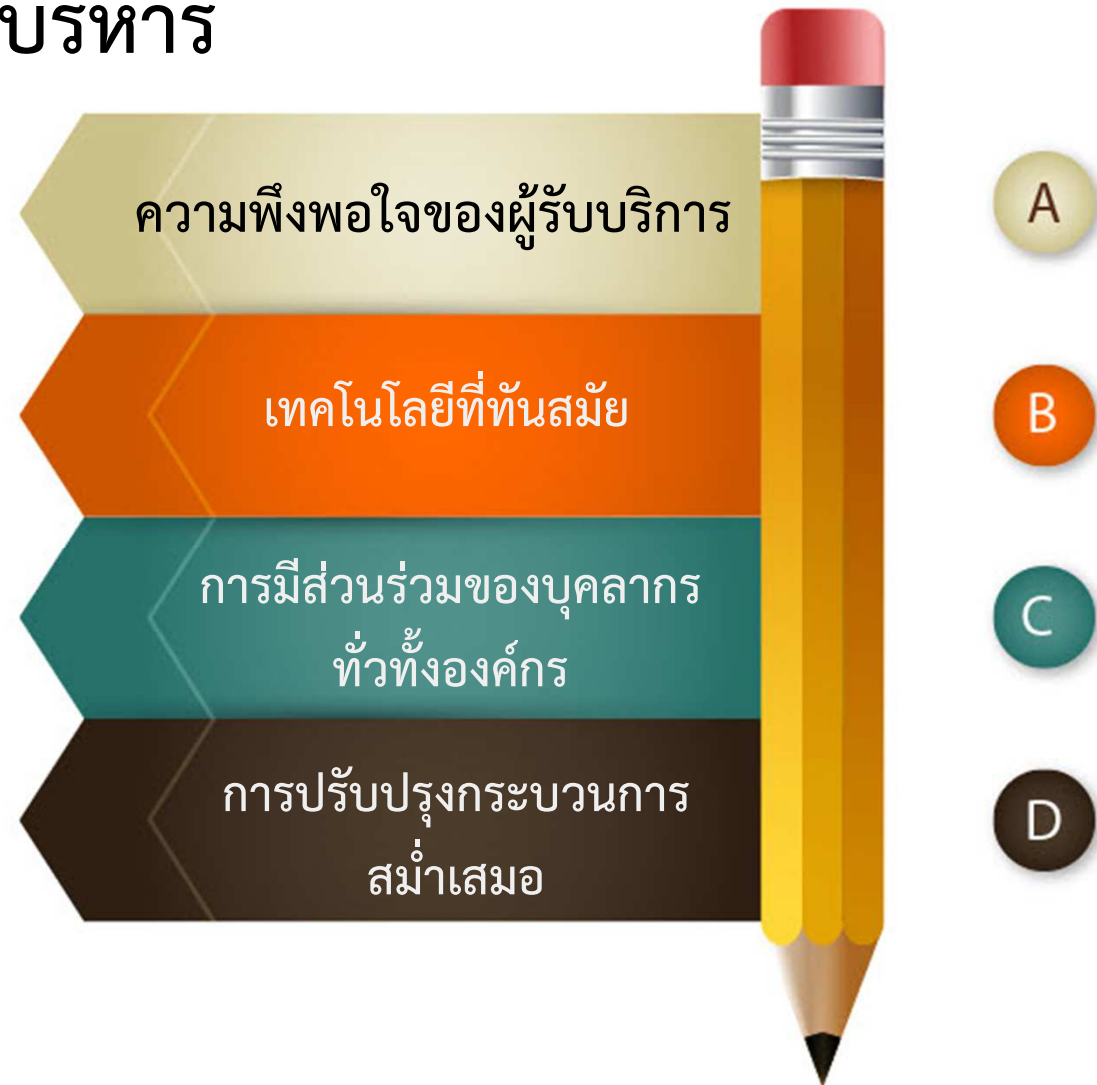 บริหาร
ความพึงพอใจของผู้รับบริการ
A
เทคโนโลยีที่ทันสมัย
B
การมีส่วนร่วมของบุคลากร
ทั่วทั้งองค์กร
C
การปรับปรุงกระบวนการ
สม่ำเสมอ
D